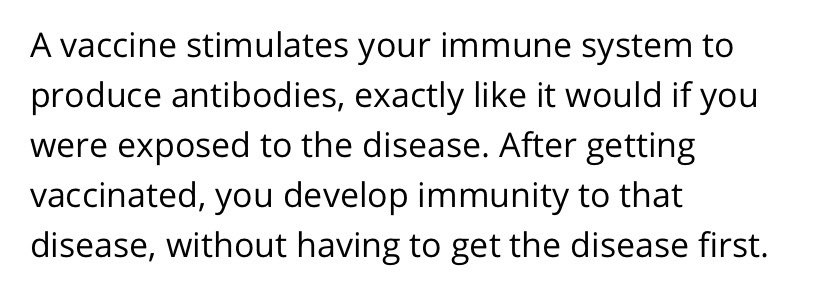 A vaccine stimulates your immune system to
produce antibodies, exactly like it would if you
were exposed to the disease. After getting
vaccinated, you develop immunity to that
disease, without having to get the disease first.